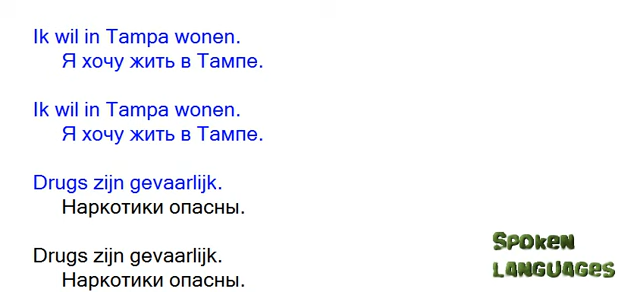 Ik wil in Tampa wonen.
Я хочу жить в Тампе.
Ik wil in Tampa wonen.
Я хочу жить в Тампе.
Drugs zijn gevaarlijk.
Наркотики опасны.
Drugs zijn gevaarlijk.
Наркотики опасны.
Spoken
Languages